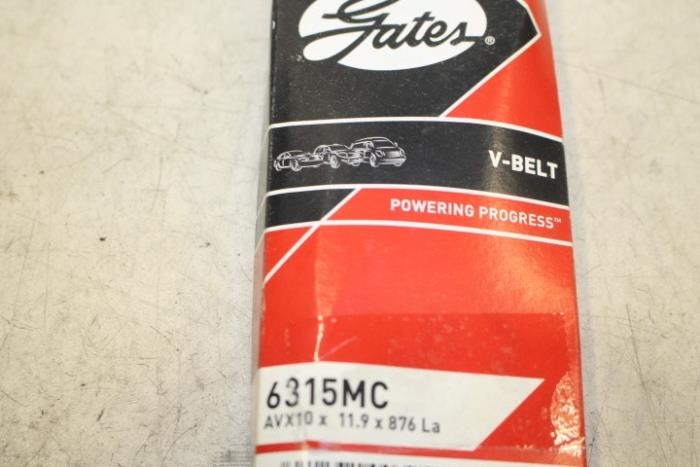 Gates®
V-BELT
POWERING PROGRESS™
6315MC
AVX10 x 11.9 x 876 La